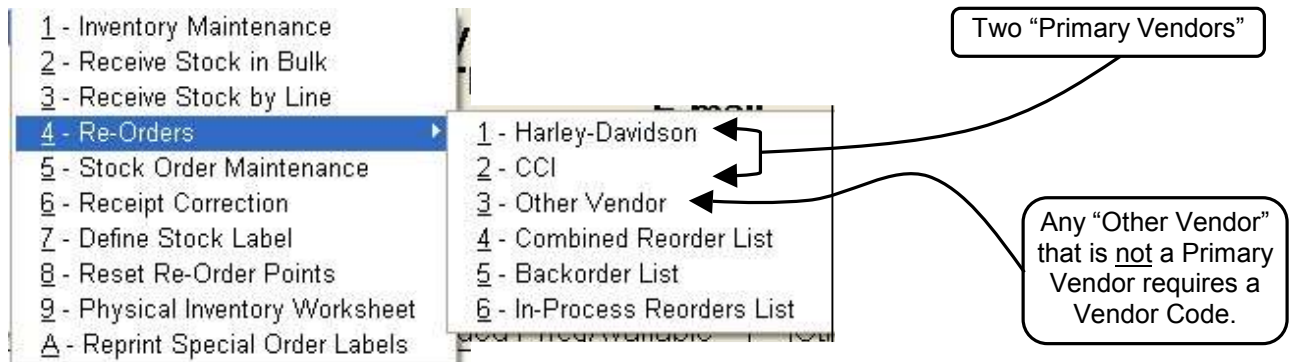 1 - Inventory Maintenance
2 - Receive Stock in Bulk
3 - Receive Stock by Line
4 - Re-Orders
5 - Stock Order Maintenance
6 - Receipt Correction
7 - Define Stock Label
8 - Reset Re-Order Points
9 - Physical Inventory Worksheet
A - Reprint Special Order Labels
1 - Harley-Davidson
2 - CCI
3 - Other Vendor
4 - Combined Reorder List
5 - Backorder List
6 - In-Process Reorders List
Two “Primary Vendors”
Any “Other Vendor”
that is not a Primary
Vendor requires a
Vendor Code.